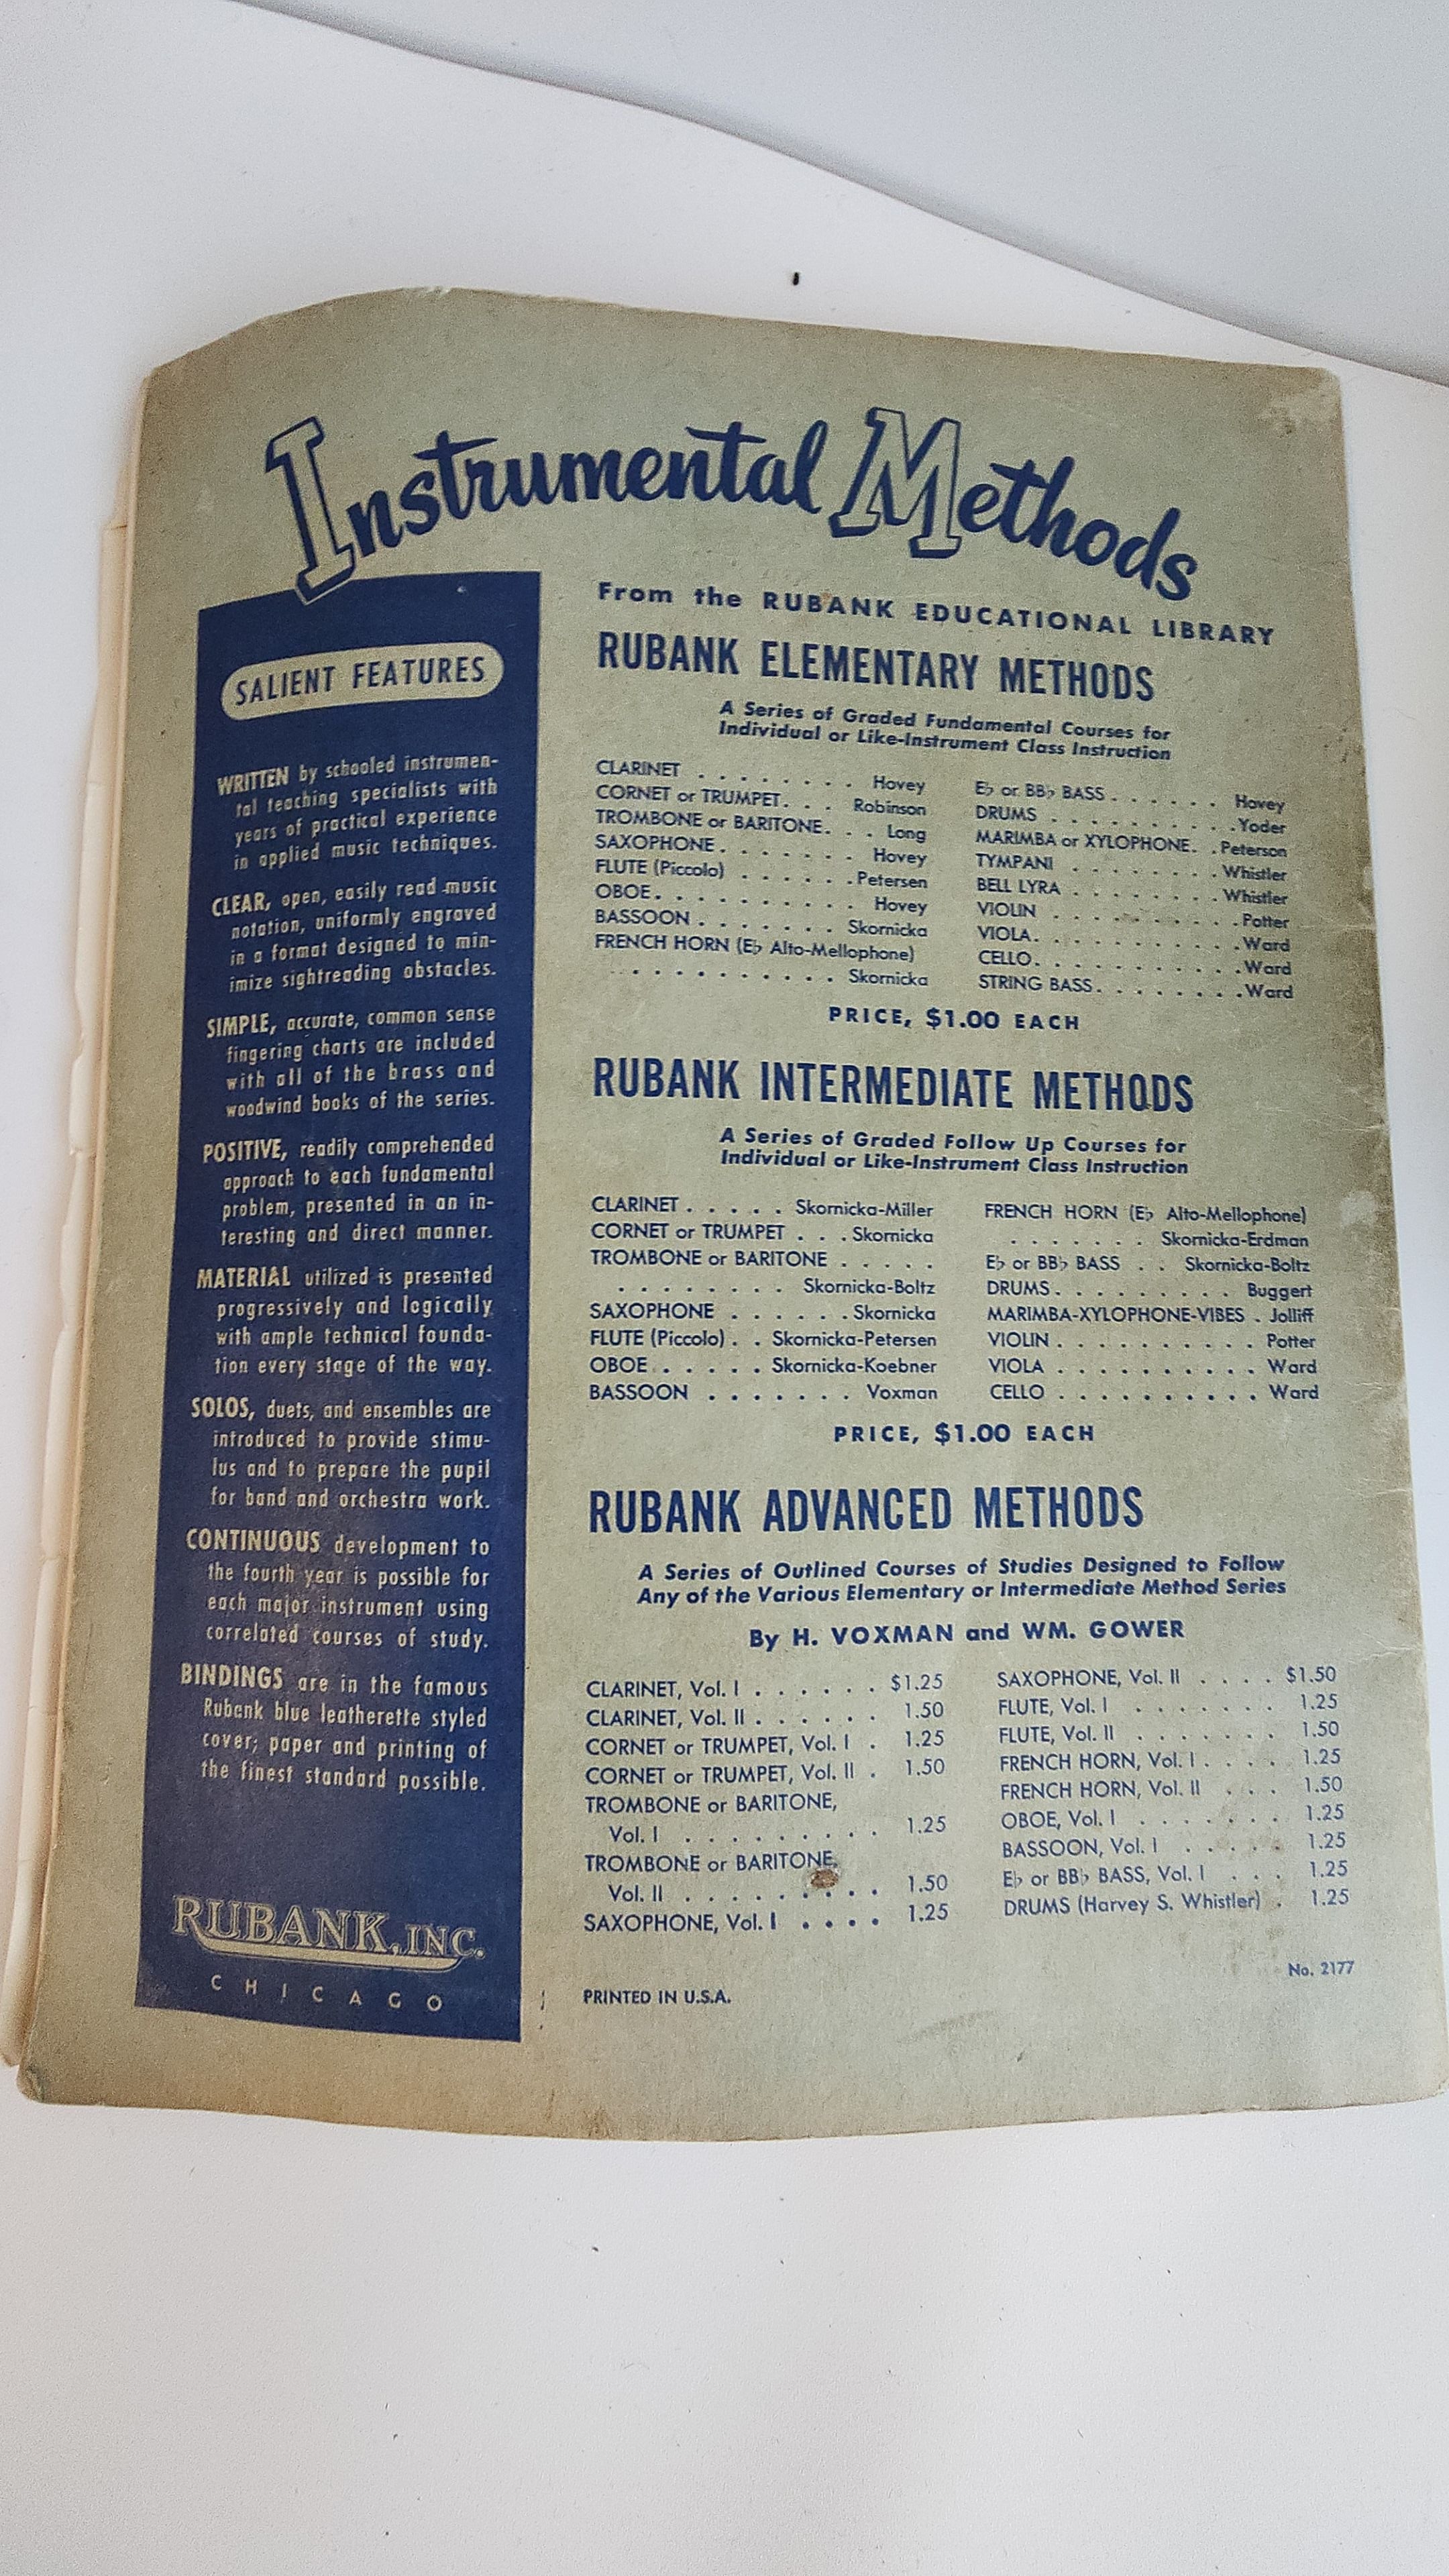 Instrumental Methods
From the RUBANK EDUCATIONAL LIBRARY
SALIENT FEATURES
WRITTEN by schooled instrumen-
tal teaching specialists with
years of practical experience
in applied music techniques.
CLEAR, open, easily read music
notation, uniformly engraved
in a format designed to min-
imize sightreading obstacles.
SIMPLE, accurate, common sense
fingering charts are included
with all of the brass and
woodwind books of the series.
POSITIVE, readily comprehended
approach to each fundamental
problem, presented in an in-
teresting and direct manner.
MATERIAL utilized is presented
progressively and logically
with ample technical founda-
tion every stage of the way.
SOLOS, duets, and ensembles are
introduced to provide stimu-
lus and to prepare the pupil
for band and orchestra work.
CONTINUOUS development to
the fourth year is possible for
each major instrument using
correlated courses of study.
BINDINGS are in the famous
Rubank blue leatherette styled
cover; paper and printing of
the finest standard possible.
RUBANK, INC.
CHICAGO
RUBANK ELEMENTARY METHODS
A Series of Graded Fundamental Courses for
Individual or Like-Instrument Class Instruction
CLARINET . . . . . . . . Hovey
CORNET or TRUMPET. . . Robinson
TROMBONE or BARITONE. . . Long
SAXOPHONE. . . . . . . Hovey
FLUTE (Piccolo) . . . . . . Petersen
OBOE. . . . . . . . . . Hovey
BASSOON . . . . . . . Skornicka
FRENCH HORN (E♭ Alto-Mellophone)
. . . . . . . . . . . Skornicka
E♭ or BB♭ BASS . . . . . . Hovey
DRUMS . . . . . . . . . . Yoder
MARIMBA or XYLOPHONE. . Peterson
TYMPANI . . . . . . . . Whistler
BELL LYRA . . . . . . . . Whistler
VIOLIN . . . . . . . . . . Potter
VIOLA. . . . . . . . . . . Ward
CELLO. . . . . . . . . . . Ward
STRING BASS. . . . . . . . Ward
PRICE, $1.00 EACH
RUBANK INTERMEDIATE METHODS
A Series of Graded Follow Up Courses for
Individual or Like-Instrument Class Instruction
CLARINET . . . . . Skornicka-Miller
CORNET or TRUMPET . . . Skornicka
TROMBONE or BARITONE . . . . .
. . . . . . . . Skornicka-Boltz
SAXOPHONE . . . . . . Skornicka
FLUTE (Piccolo) . . Skornicka-Petersen
OBOE . . . . . Skornicka-Koebner
BASSOON . . . . . . . Voxman
FRENCH HORN (E♭ Alto-Mellophone)
. . . . . . . Skornicka-Erdman
E♭ or BB♭ BASS . . Skornicka-Boltz
DRUMS. . . . . . . . . . Buggert
MARIMBA-XYLOPHONE-VIBES . Jolliff
VIOLIN . . . . . . . . . . Potter
VIOLA . . . . . . . . . . Ward
CELLO . . . . . . . . . . Ward
PRICE, $1.00 EACH
RUBANK ADVANCED METHODS
A Series of Outlined Courses of Studies Designed to Follow
Any of the Various Elementary or Intermediate Method Series
By H. VOXMAN and WM. GOWER
CLARINET, Vol. I . . . . . . $1.25
CLARINET, Vol. II . . . . . . 1.50
CORNET or TRUMPET, Vol. I . 1.25
CORNET or TRUMPET, Vol. II . 1.50
TROMBONE or BARITONE,
Vol. I . . . . . . . . . 1.25
TROMBONE or BARITONE,
Vol. II . . . . . . . . . 1.50
SAXOPHONE, Vol. I . . . . 1.25
SAXOPHONE, Vol. II . . . . $1.50
FLUTE, Vol. I . . . . . . . 1.25
FLUTE, Vol. II . . . . . . . 1.50
FRENCH HORN, Vol. I . . . . 1.25
FRENCH HORN, Vol. II . . . 1.50
OBOE, Vol. I . . . . . . . 1.25
BASSOON, Vol. I . . . . . 1.25
E♭ or BB♭ BASS, Vol. I . . . 1.25
DRUMS (Harvey S. Whistler) . 1.25
No. 2177
PRINTED IN U.S.A.